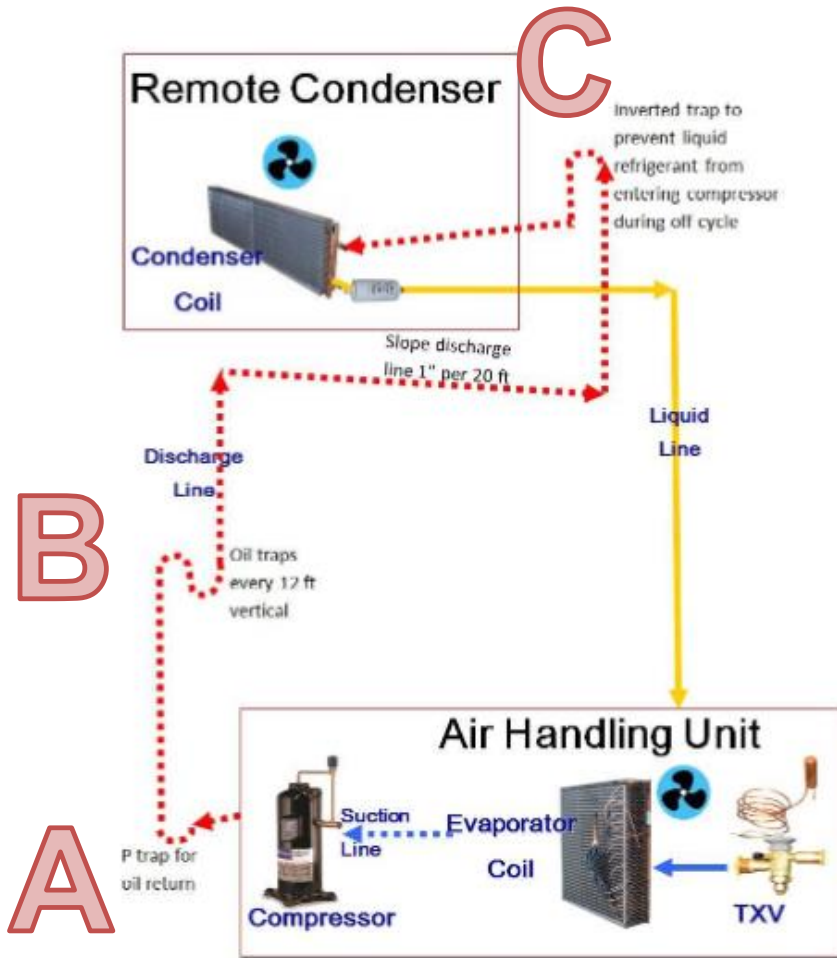 C
Remote Condenser
Inverted trap to
prevent liquid
refrigerant from
entering compressor
during off cycle
Condenser
Coil
Slope discharge
line 1" per 20 ft
Liquid
Line
Discharge
Line
B
Oil traps
every 12 ft
vertical
Air Handling Unit
Suction
Line
Evaporator
Coil
A
P trap for
oil return
Compressor
TXV